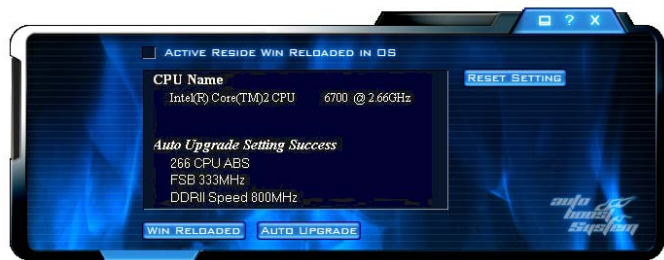 ? X
ACTIVE RESIDE WIN RELOADED IN OS
CPU Name
Intel(R) Core(TM)2 CPU 6700 @ 2.66GHz
RESET SETTING
Auto Upgrade Setting Success
266 CPU ABS
FSB 333MHz
DDRII Speed 800MHz
WIN RELOADED AUTO UPGRADE
auto
boost
System